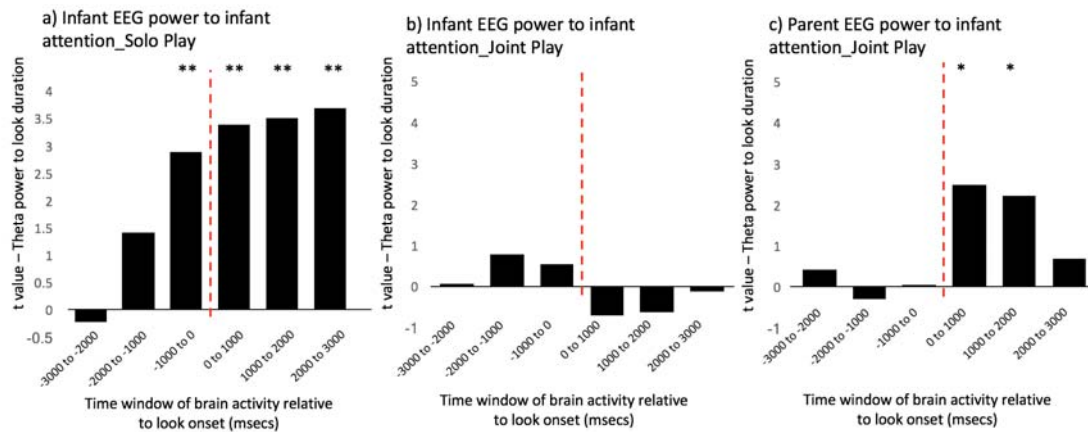 a) Infant EEG power to infant
attention_Solo Play
t value – Theta power to look duration
** ** ** **
4
3.5
3
2.5
2
1.5
1
0.5
0
-0.5
-3000 to -2000
-2000 to -1000
-1000 to 0
0 to 1000
1000 to 2000
2000 to 3000
Time window of brain activity relative
to look onset (msecs)
b) Infant EEG power to infant
attention_Joint Play
t value – Theta power to look duration
5
4
3
2
1
0
-1
-3000 to -2000
-2000 to -1000
-1000 to 0
0 to 1000
1000 to 2000
2000 to 3000
Time window of brain activity relative
to look onset (msecs)
c) Parent EEG power to infant
attention_Joint Play
t value – Theta power to look duration
* *
5
4
3
2
1
0
-1
-3000 to -2000
-2000 to -1000
-1000 to 0
0 to 1000
1000 to 2000
2000 to 3000
Time window of brain activity relative
to look onset (msecs)